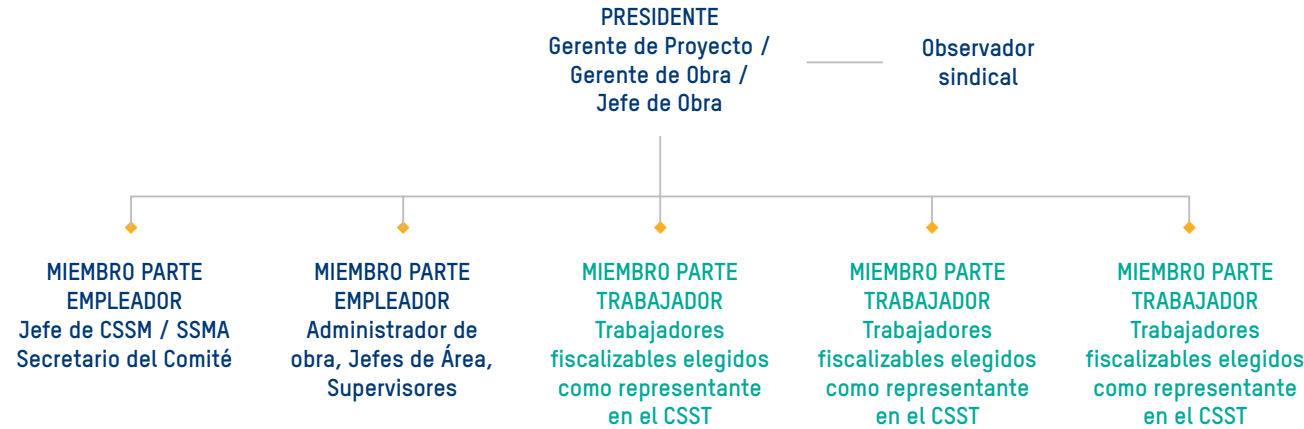 PRESIDENTE
Gerente de Proyecto /
Gerente de Obra /
Jefe de Obra
Observador
sindical
MIEMBRO PARTE
EMPLEADOR
Jefe de CSSM / SSMA
Secretario del Comité
MIEMBRO PARTE
EMPLEADOR
Administrador de
obra, Jefes de Área,
Supervisores
MIEMBRO PARTE
TRABAJADOR
Trabajadores
fiscalizables elegidos
como representante
en el CSST
MIEMBRO PARTE
TRABAJADOR
Trabajadores
fiscalizables elegidos
como representante
en el CSST
MIEMBRO PARTE
TRABAJADOR
Trabajadores
fiscalizables elegidos
como representante
en el CSST